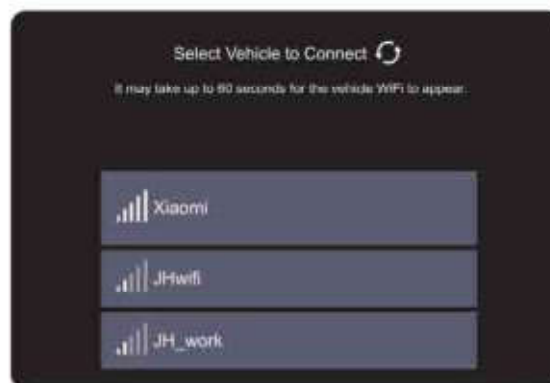 Select Vehicle to Connect
It may take up to 60 seconds for the vehicle WiFi to appear.
Xiaomi
JHwifi
JH_work